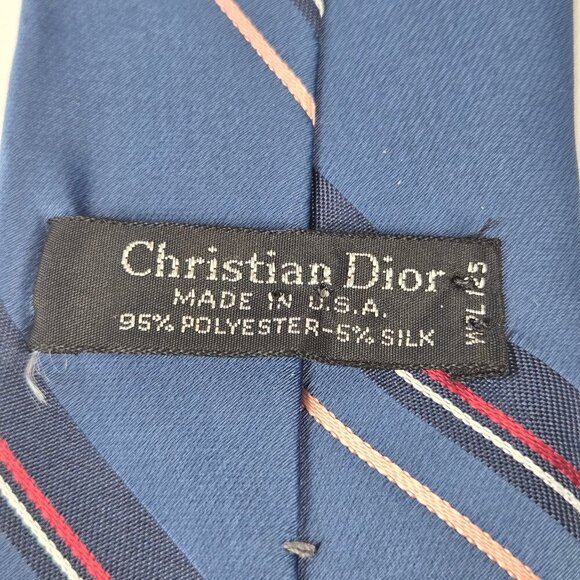 Christian Dior
MADE IN U.S.A.
95% POLYESTER-5% SILK